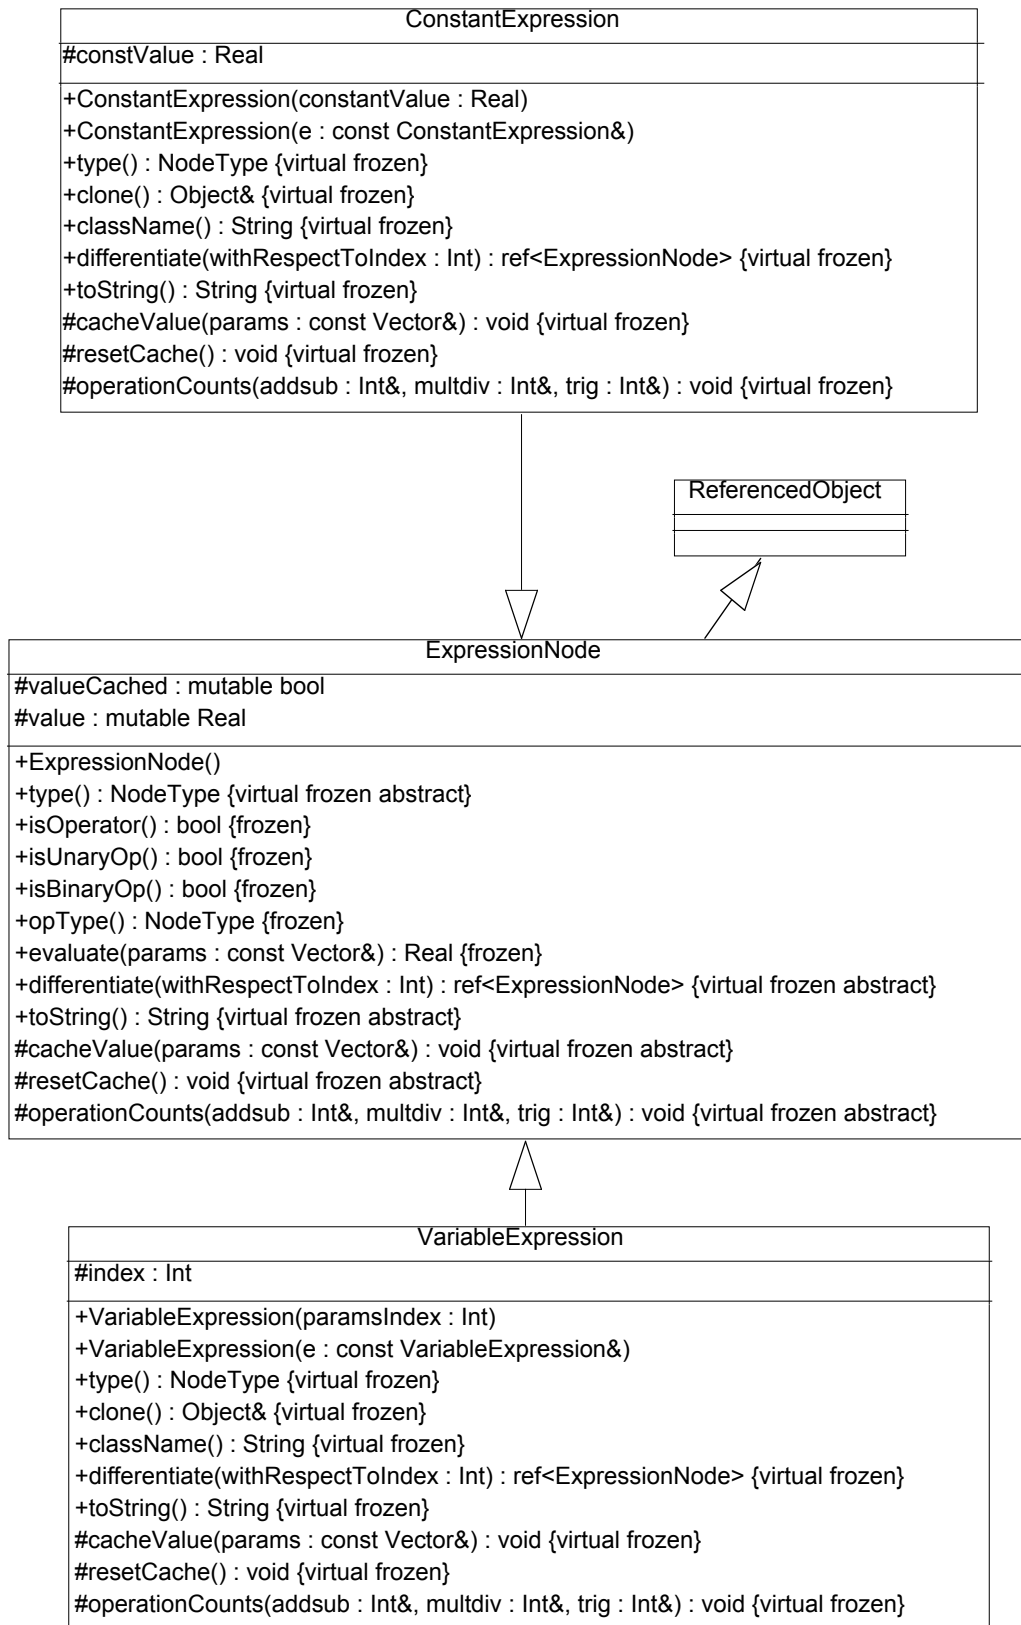 ConstantExpression
#constValue : Real
+ConstantExpression(constantValue : Real)
+ConstantExpression(e : const ConstantExpression&)
+type() : NodeType {virtual frozen}
+clone() : Object& {virtual frozen}
+className() : String {virtual frozen}
+differentiate(withRespectToIndex : Int) : ref<ExpressionNode> {virtual frozen}
+toString() : String {virtual frozen}
#cacheValue(params : const Vector&) : void {virtual frozen}
#resetCache() : void {virtual frozen}
#operationCounts(addsub : Int&, multdiv : Int&, trig : Int&) : void {virtual frozen}
ReferencedObject
ExpressionNode
#valueCached : mutable bool
#value : mutable Real
+ExpressionNode()
+type() : NodeType {virtual frozen abstract}
+isOperator() : bool {frozen}
+isUnaryOp() : bool {frozen}
+isBinaryOp() : bool {frozen}
+opType() : NodeType {frozen}
+evaluate(params : const Vector&) : Real {frozen}
+differentiate(withRespectToIndex : Int) : ref<ExpressionNode> {virtual frozen abstract}
+toString() : String {virtual frozen abstract}
#cacheValue(params : const Vector&) : void {virtual frozen abstract}
#resetCache() : void {virtual frozen abstract}
#operationCounts(addsub : Int&, multdiv : Int&, trig : Int&) : void {virtual frozen abstract}
VariableExpression
#index : Int
+VariableExpression(paramsIndex : Int)
+VariableExpression(e : const VariableExpression&)
+type() : NodeType {virtual frozen}
+clone() : Object& {virtual frozen}
+className() : String {virtual frozen}
+differentiate(withRespectToIndex : Int) : ref<ExpressionNode> {virtual frozen}
+toString() : String {virtual frozen}
#cacheValue(params : const Vector&) : void {virtual frozen}
#resetCache() : void {virtual frozen}
#operationCounts(addsub : Int&, multdiv : Int&, trig : Int&) : void {virtual frozen}